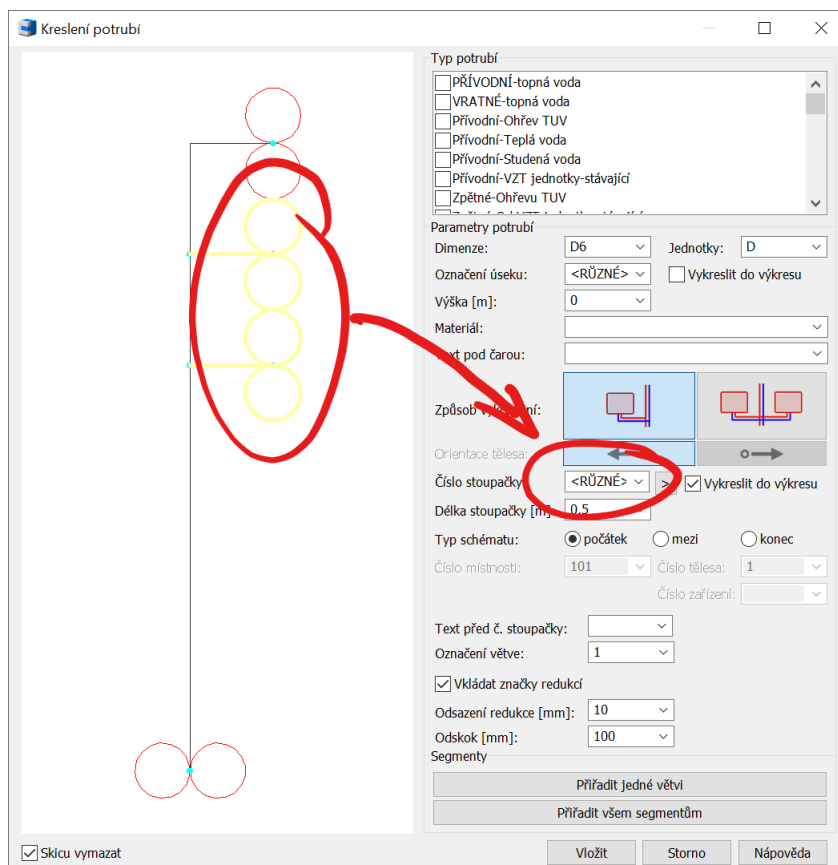 Kreslení potrubí
Typ potrubí
PŘÍVODNÍ-topná voda
VRATNÉ-topná voda
Přívodní-Ohřev TUV
Přívodní-Teplá voda
Přívodní-Studená voda
Přívodní-VZT jednotky-stávající
Zpětné-Ohřevu TUV
Parametry potrubí
Dimenze: D6 Jednotky: D
Označení úseku: <RŮZNÉ> Vykreslit do výkresu
Výška [m]: 0
Materiál:
Text pod čarou:
Způsob
Orientace tělesa:
Číslo stoupačky <RŮZNÉ> > Vykreslit do výkresu
Délka stoupačky [m] 0.5
Typ schématu: počátek mezi konec
Číslo místnosti: 101 Číslo tělesa: 1
Číslo zařízení:
Text před č. stoupačky:
Označení větve: 1
Vkládat značky redukcí
Odsazení redukce [mm]: 10
Odskok [mm]: 100
Segmenty
Přiřadit jedné větvi
Přiřadit všem segmentům
Skicu vymazat Vložit Storno Nápověda